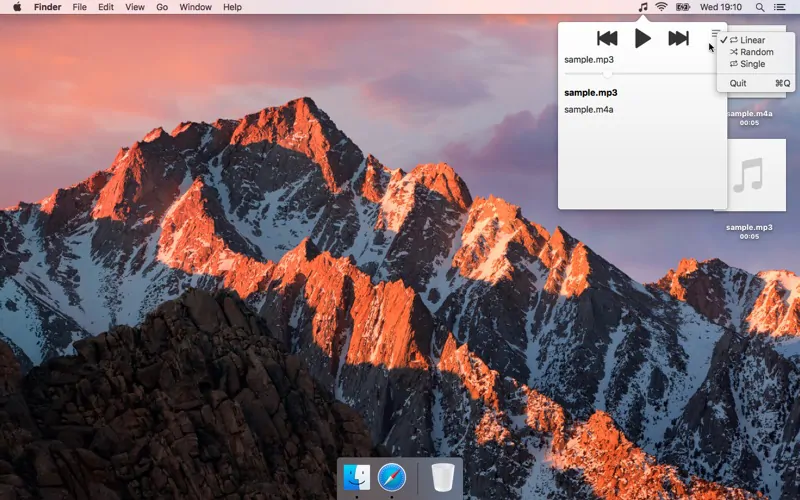 Finder File Edit View Go Window Help Wed 19:10
sample.mp3
sample.mp3
sample.m4a
✓ Linear
Random
Single
Quit ⌘Q
sample.m4a
00:05
sample.mp3
00:05